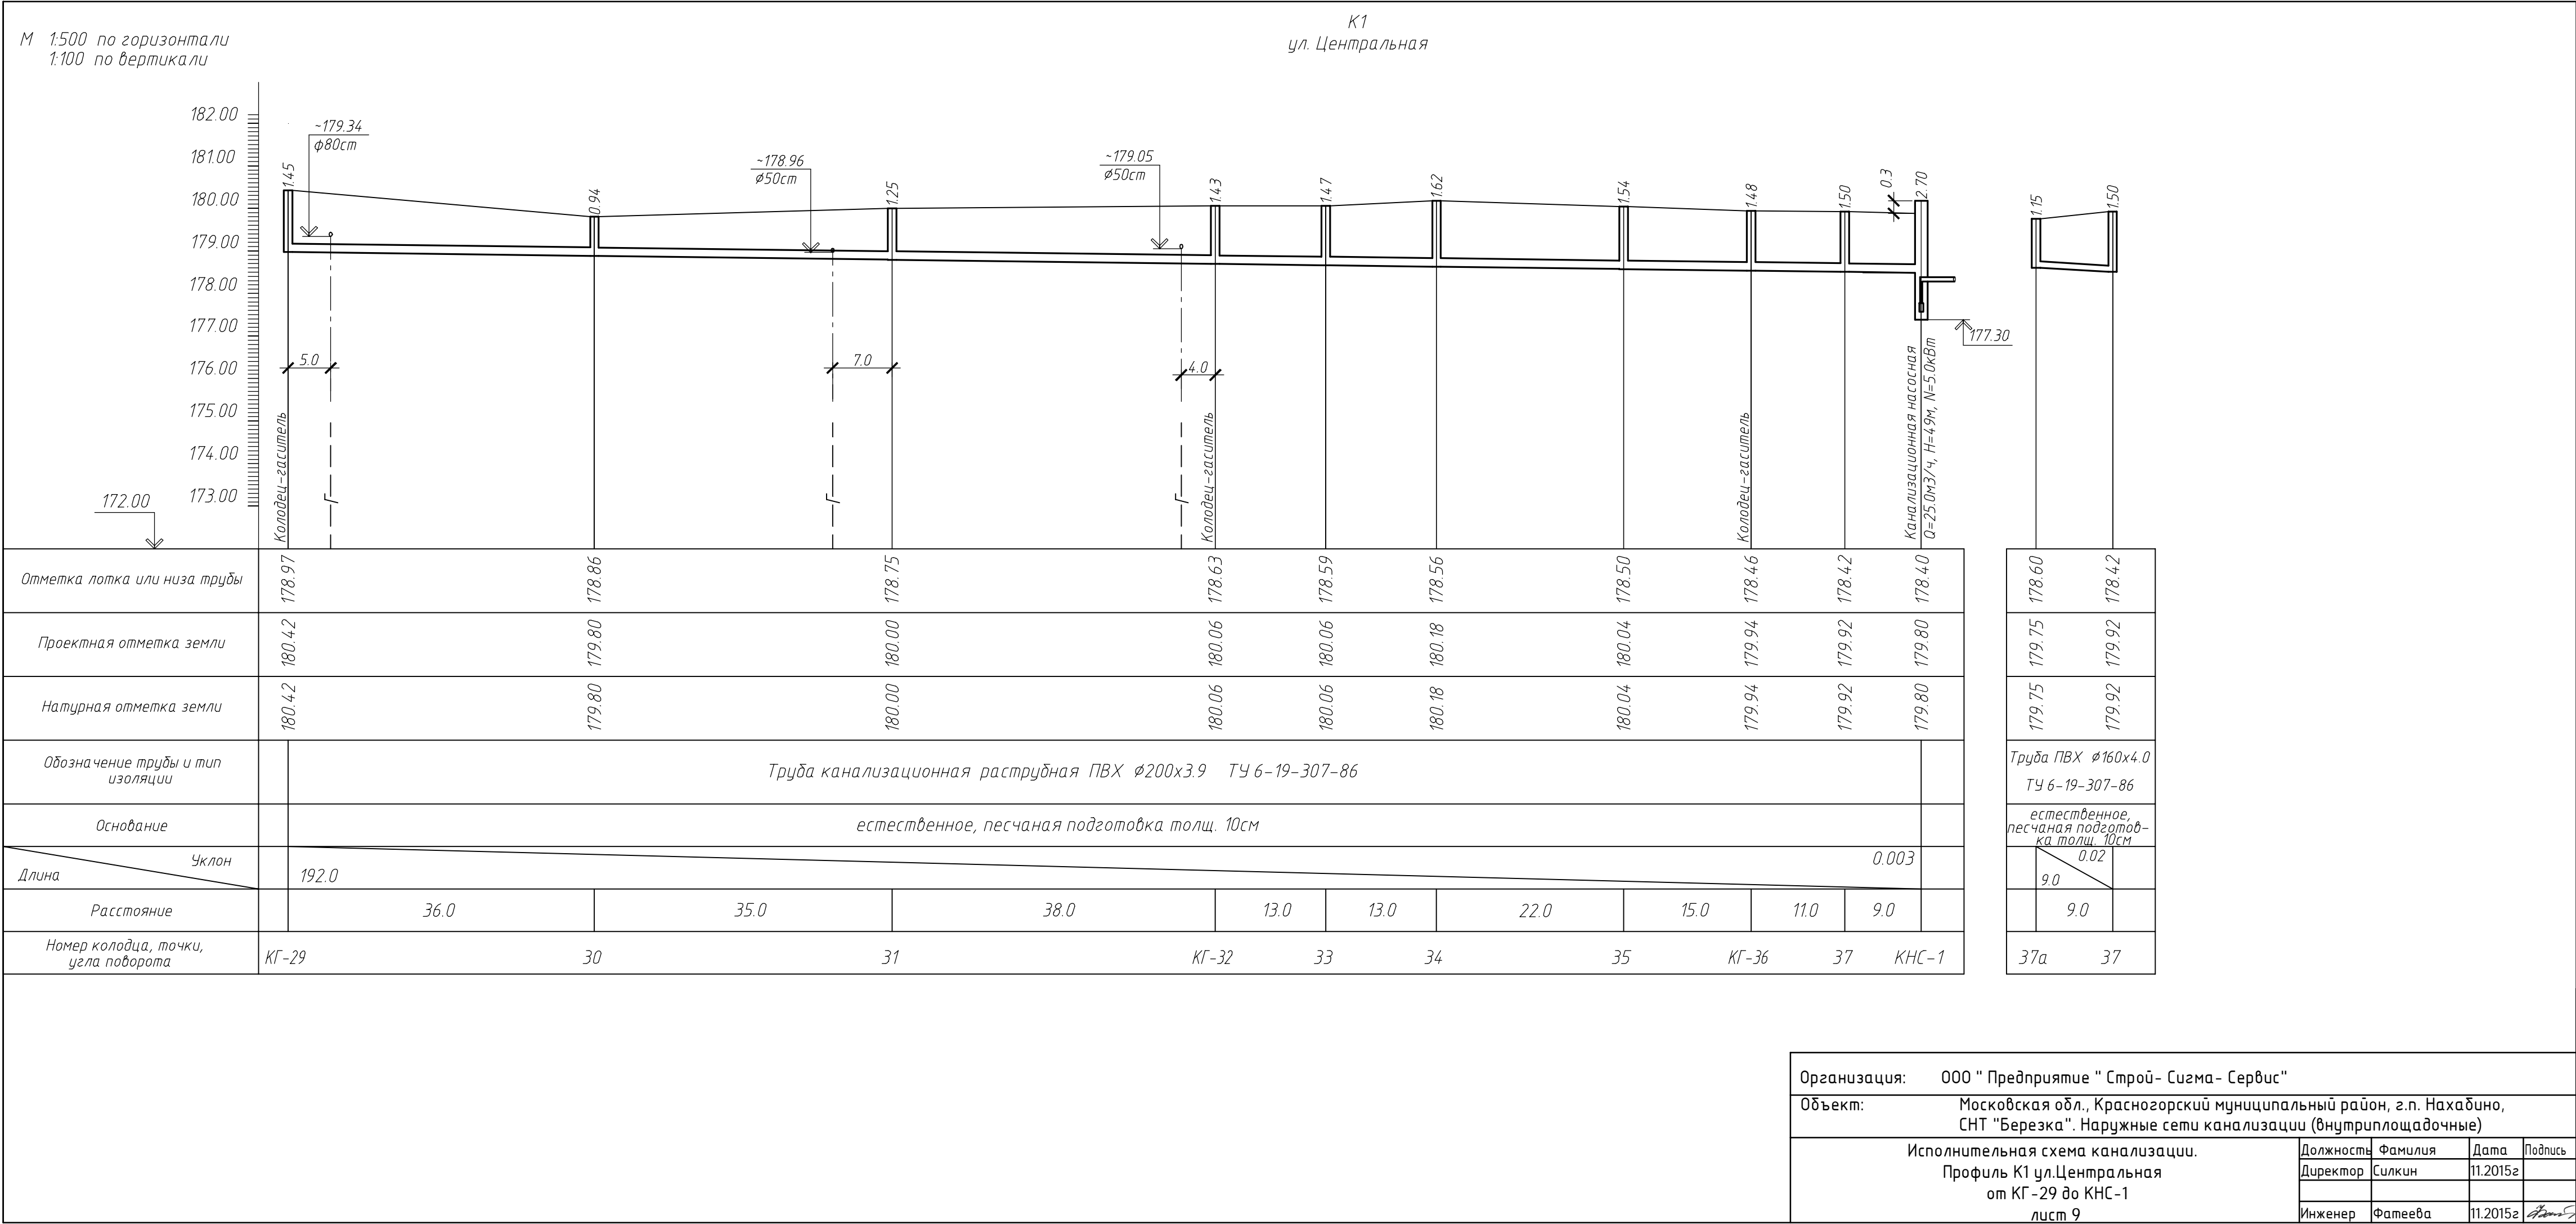 К1
ул. Центральная
М 1:500 по горизонтали
1:100 по вертикали
182.00
181.00
180.00
179.00
178.00
177.00
176.00
175.00
174.00
173.00
172.00
~179.34
ф80ст
~178.96
⌀50ст
~179.05
⌀50ст
1.45
0.94
1.25
1.43
1.47
1.62
1.54
1.48
1.50
0.3
2.70
1.15
1.50
177.30
5.0
7.0
4.0
Г
Г
Г
Колодец-гаситель
Колодец-гаситель
Колодец-гаситель
Канализационная насосная
Q=25.0м3/ч, Н=49м, N=5.0кВт
Отметка лотка или низа трубы
178.97 178.86 178.75 178.63 178.59 178.56 178.50 178.46 178.42 178.40 178.60 178.42
Проектная отметка земли
180.42 179.80 180.00 180.06 180.06 180.18 180.04 179.94 179.92 179.80 179.75 179.92
Натурная отметка земли
180.42 179.80 180.00 180.06 180.06 180.18 180.04 179.94 179.92 179.80 179.75 179.92
Обозначение трубы и тип
изоляции
Труба канализационная раструбная ПВХ ⌀200х3.9 ТУ 6-19-307-86
Труба ПВХ ⌀160х4.0
ТУ 6-19-307-86
Основание
естественное, песчаная подготовка толщ. 10см
естественное,
песчаная подготов-
ка толщ. 10см
Уклон
Длина
192.0
0.003
0.02
9.0
Расстояние
36.0 35.0 38.0 13.0 13.0 22.0 15.0 11.0 9.0 9.0
Номер колодца, точки,
угла поворота
КГ-29 30 31 КГ-32 33 34 35 КГ-36 37 КНС-1 37а 37
Организация: ООО " Предприятие " Строй- Сигма- Сервис"
Объект: Московская обл., Красногорский муниципальный район, г.п. Нахабино,
СНТ "Березка". Наружные сети канализации (внутриплощадочные)
Исполнительная схема канализации.
Профиль К1 ул.Центральная
от КГ-29 до КНС-1
лист 9
Должность Фамилия Дата Подпись
Директор Силкин 11.2015г
Инженер Фатеева 11.2015г